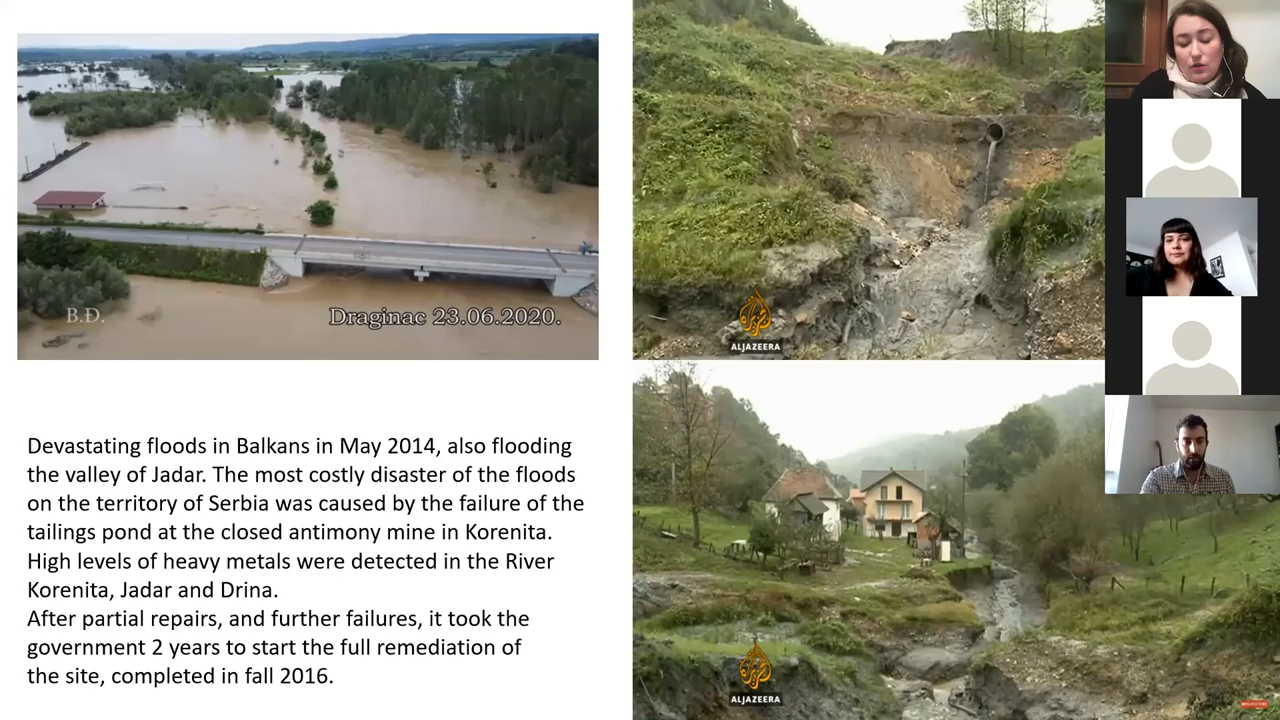 B.Đ.
Draginac 23.06.2020.
ALJAZEERA
Devastating floods in Balkans in May 2014, also flooding
the valley of Jadar. The most costly disaster of the floods
on the territory of Serbia was caused by the failure of the
tailings pond at the closed antimony mine in Korenita.
High levels of heavy metals were detected in the River
Korenita, Jadar and Drina.
After partial repairs, and further failures, it took the
government 2 years to start the full remediation of
the site, completed in fall 2016.
ALJAZEERA
SUBSCRIBE